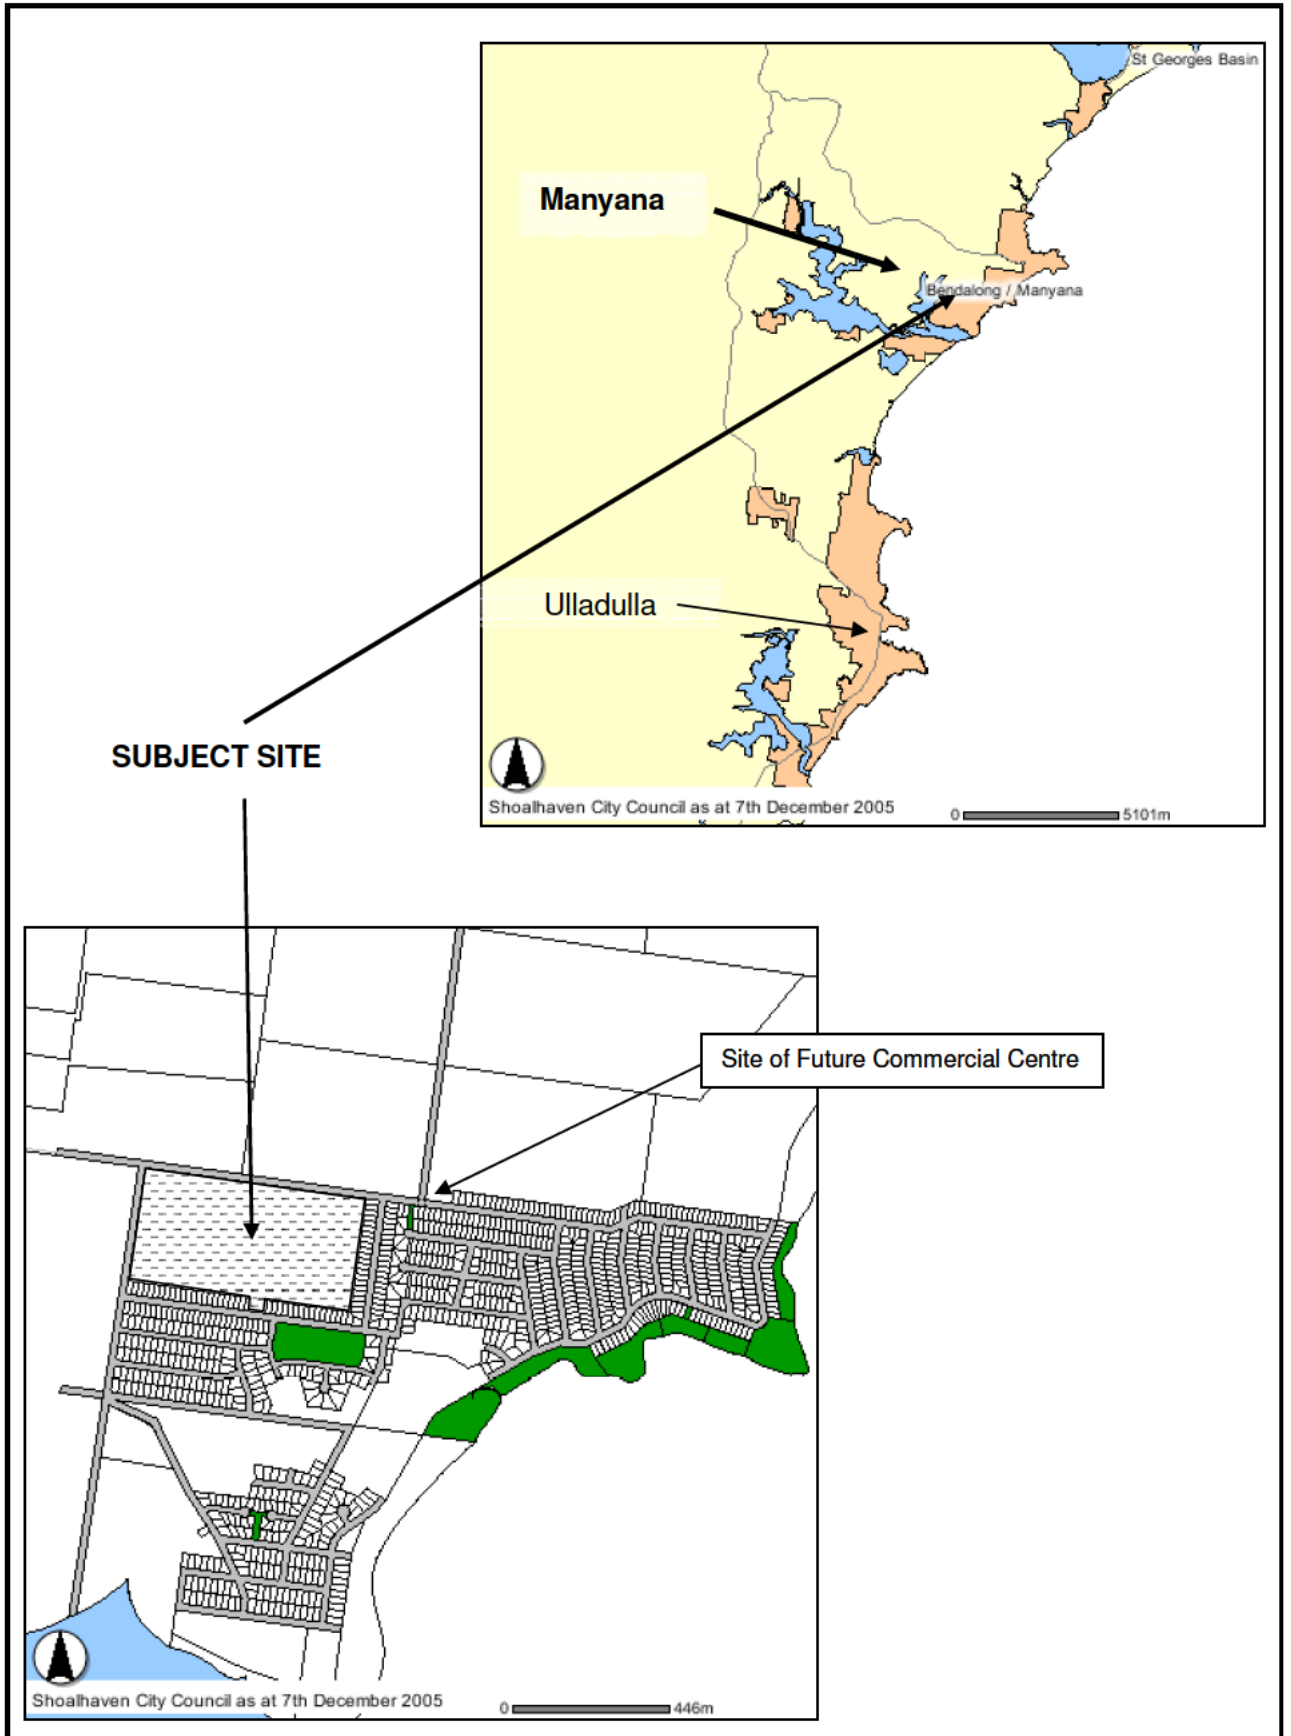 St Georges Basin
Manyana
Bendalong / Manyana
Ulladulla
SUBJECT SITE
Shoalhaven City Council as at 7th December 2005
0 5101m
Site of Future Commercial Centre
Shoalhaven City Council as at 7th December 2005
0 446m